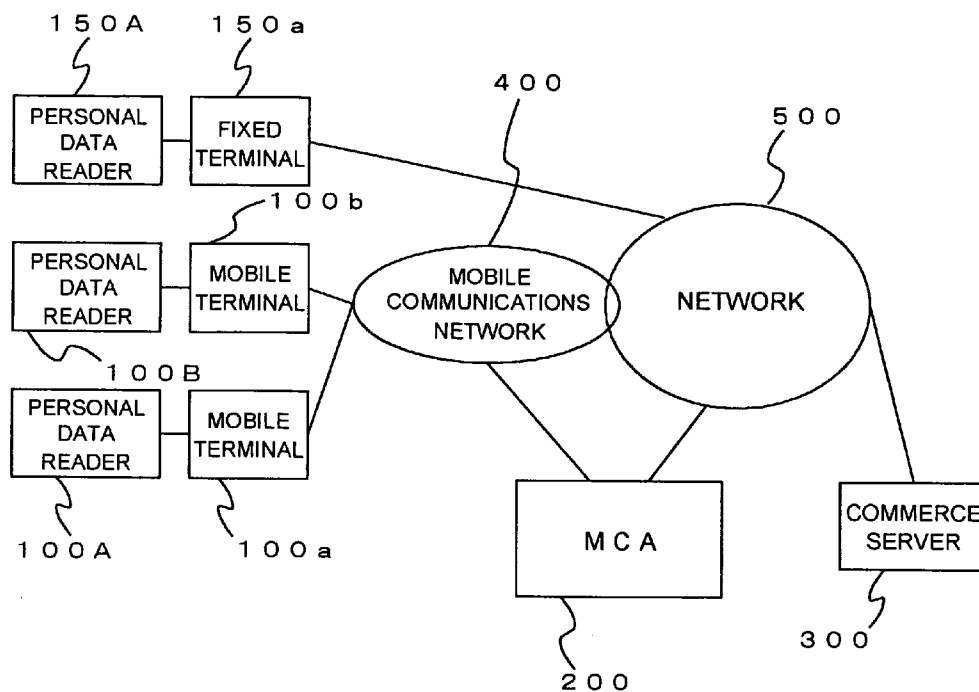 150A
150a
400
500
PERSONAL
DATA
READER
FIXED
TERMINAL
100b
PERSONAL
DATA
READER
MOBILE
TERMINAL
MOBILE
COMMUNICATIONS
NETWORK
NETWORK
100B
PERSONAL
DATA
READER
MOBILE
TERMINAL
100A
100a
MCA
COMMERCE
SERVER
200
300